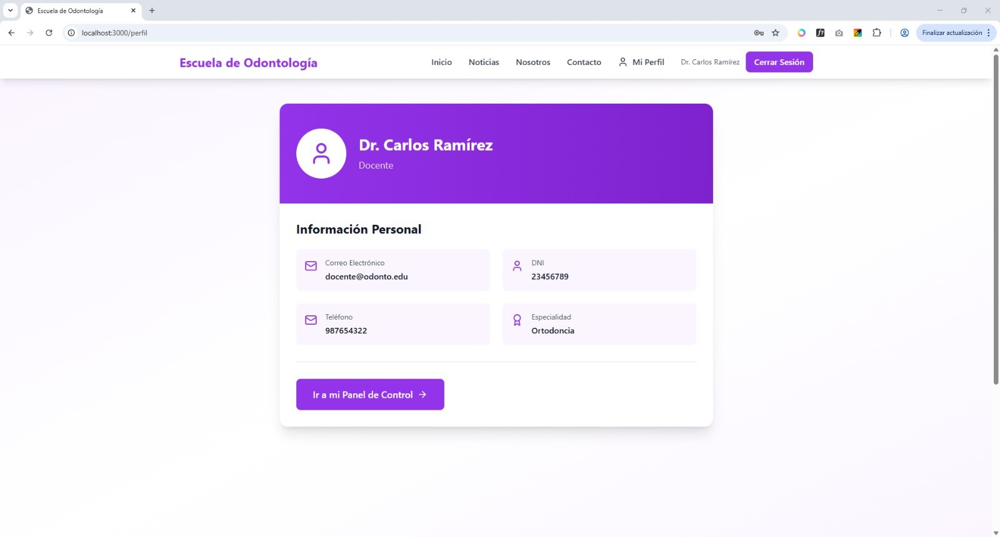 Escuela de Odontología
localhost:3000/perfil
Finalizar actualización
Escuela de Odontología
Inicio
Noticias
Nosotros
Contacto
Mi Perfil
Dr. Carlos Ramírez
Cerrar Sesión
Dr. Carlos Ramírez
Docente
Información Personal
Correo Electrónico
docente@odonto.edu
DNI
23456789
Teléfono
987654322
Especialidad
Ortodoncia
Ir a mi Panel de Control